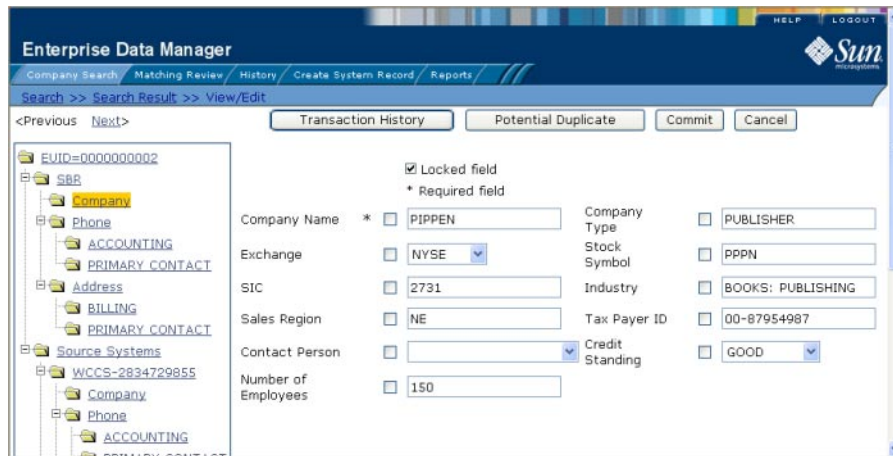 HELP LOGOUT
Enterprise Data Manager
Sun
microsystems
Company Search / Matching Review / History / Create System Record / Reports /
Search >> Search Result >> View/Edit
<Previous Next> Transaction History Potential Duplicate Commit Cancel
EUID=0000000002
SBR
Company
Phone
ACCOUNTING
PRIMARY CONTACT
Address
BILLING
PRIMARY CONTACT
Source Systems
WCCS-2834729855
Company
Phone
ACCOUNTING
PRIMARY CONTACT
Locked field
* Required field
Company Name * PIPPEN
Company Type PUBLISHER
Exchange NYSE
Stock Symbol PPPN
SIC 2731
Industry BOOKS: PUBLISHING
Sales Region NE
Tax Payer ID 00-87954987
Contact Person
Credit Standing GOOD
Number of Employees 150